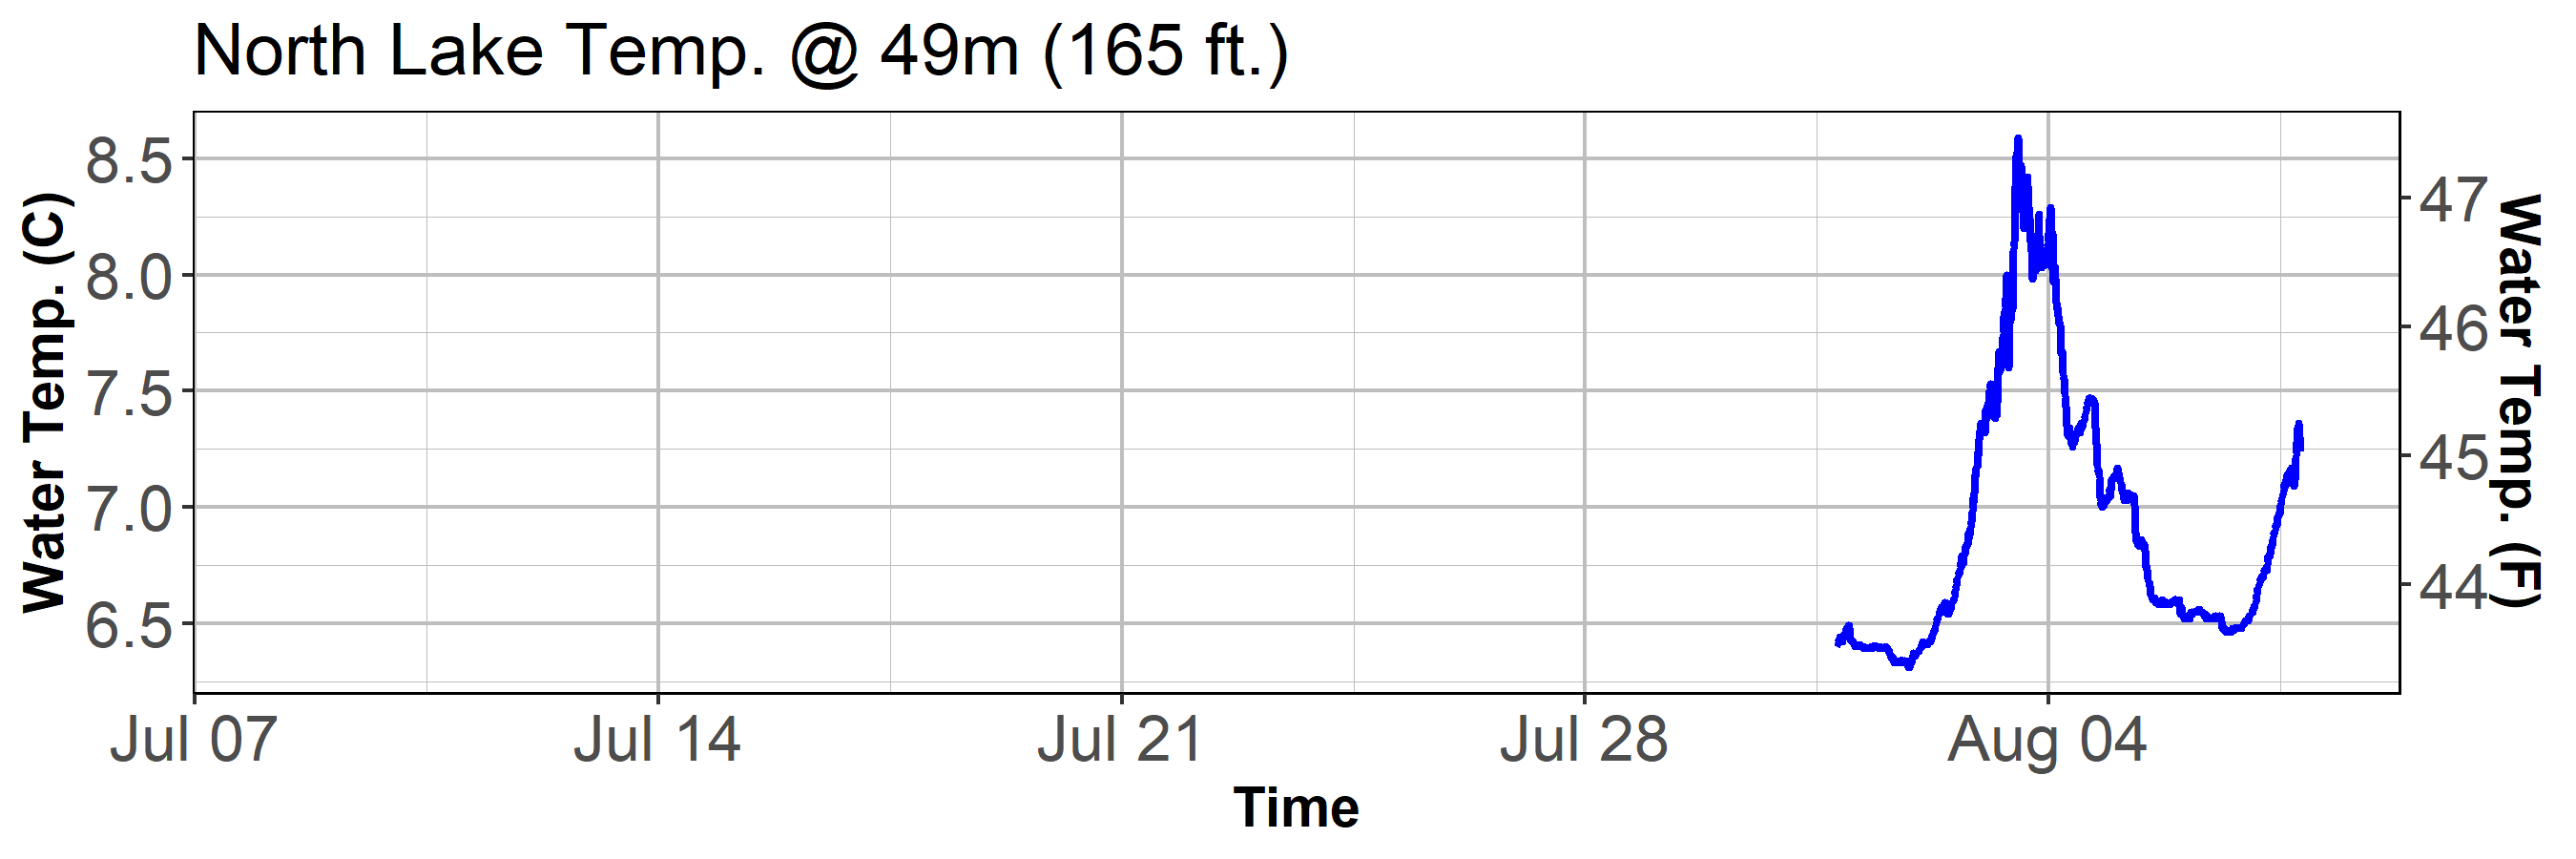 North Lake Temp. @ 49m (165 ft.)
Water Temp. (C)
8.5
8.0
7.5
7.0
6.5
47
46
45
44
Water Temp. (F)
Jul 07
Jul 14
Jul 21
Jul 28
Aug 04
Time